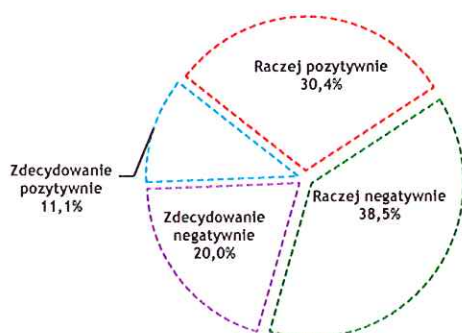 Raczej pozytywnie
30,4%
Raczej negatywnie
38,5%
Zdecydowanie
negatywnie
20,0%
Zdecydowanie
pozytywnie
11,1%